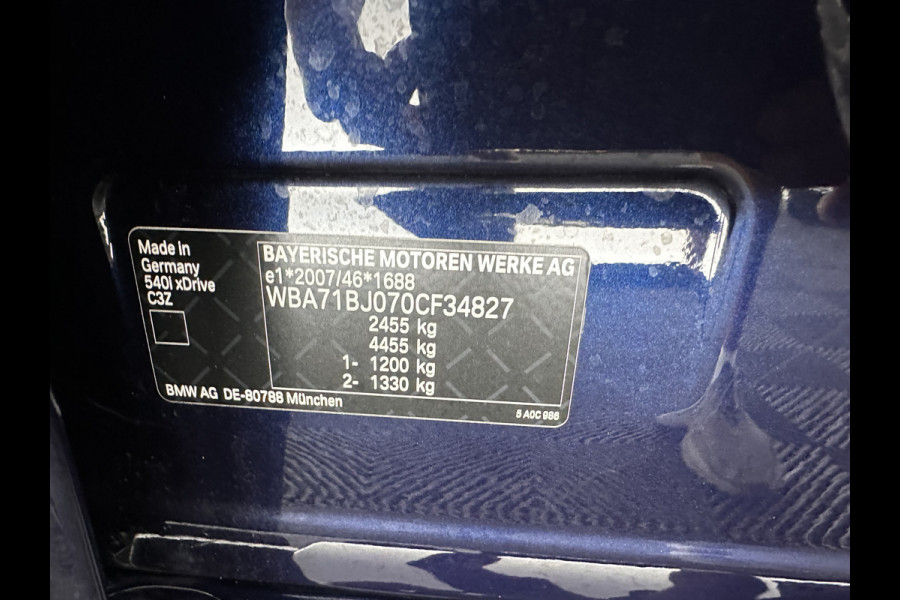 Made in
Germany
540i xDrive
C3Z
BAYERISCHE MOTOREN WERKE AG
e1*2007/46*1688
WBA71BJ070CF34827
2455 kg
4455 kg
1- 1200 kg
2- 1330 kg
BMW AG DE-80788 München
5 A0C 986